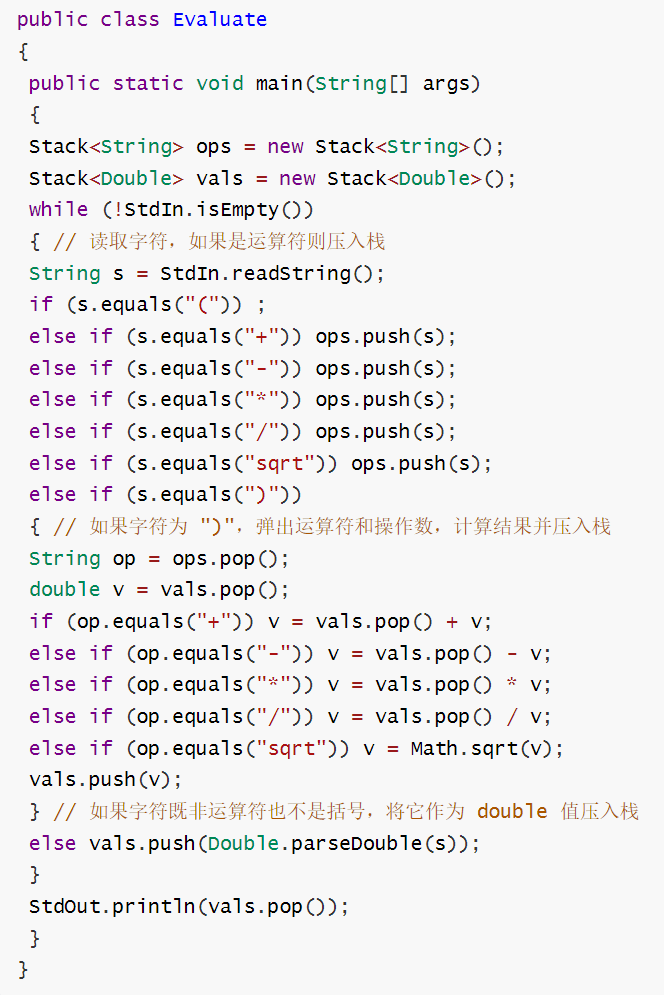 public class Evaluate
{
public static void main(String[] args)
{
Stack<String> ops = new Stack<String>();
Stack<Double> vals = new Stack<Double>();
while (!StdIn.isEmpty())
{ // 读取字符，如果是运算符则压入栈
String s = StdIn.readString();
if (s.equals("(")) ;
else if (s.equals("+")) ops.push(s);
else if (s.equals("-")) ops.push(s);
else if (s.equals("*")) ops.push(s);
else if (s.equals("/")) ops.push(s);
else if (s.equals("sqrt")) ops.push(s);
else if (s.equals(")"))
{ // 如果字符为 ")"，弹出运算符和操作数，计算结果并压入栈
String op = ops.pop();
double v = vals.pop();
if (op.equals("+")) v = vals.pop() + v;
else if (op.equals("-")) v = vals.pop() - v;
else if (op.equals("*")) v = vals.pop() * v;
else if (op.equals("/")) v = vals.pop() / v;
else if (op.equals("sqrt")) v = Math.sqrt(v);
vals.push(v);
} // 如果字符既非运算符也不是括号，将它作为 double 值压入栈
else vals.push(Double.parseDouble(s));
}
StdOut.println(vals.pop());
}
}